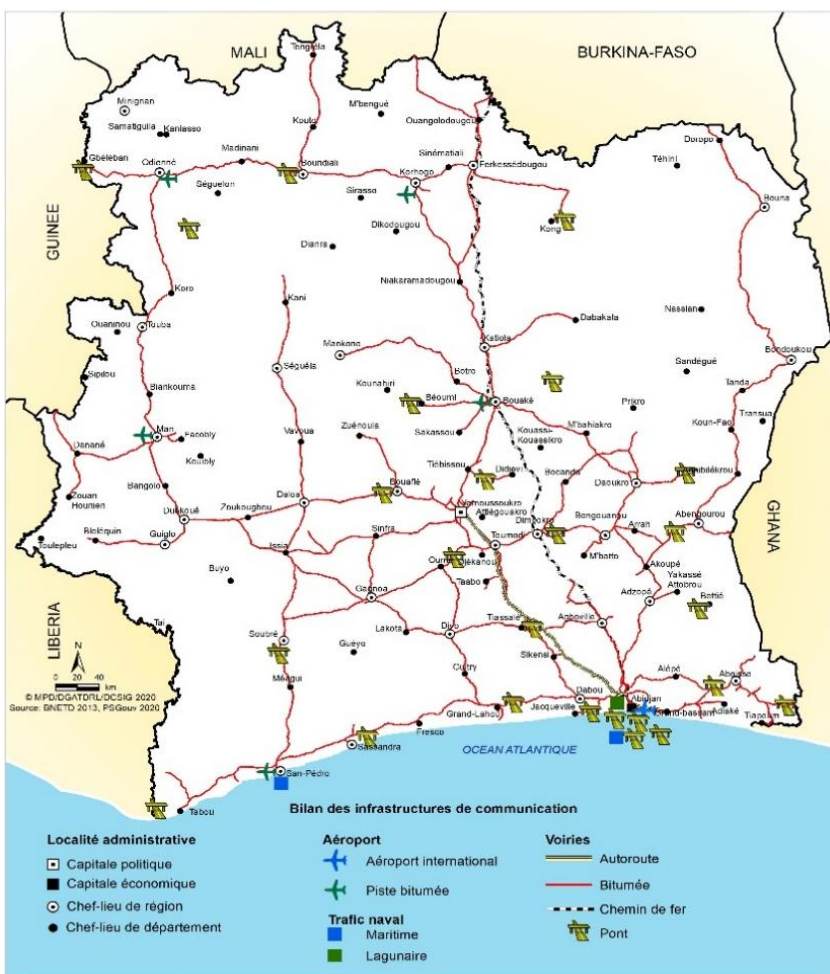 MALI
BURKINA-FASO
Tengréla
Minignan
M'bengué
Samatiguila
Kaniasso
Kouto
Ouangolodougou
Doropo
Gbéléban
Odienné
Madinani
Boundiali
Sinématiali
Ferkessédougou
Téhini
Korhogo
Séguelon
Sirasso
Bouna
GUINEE
Dikodougou
Kong
Dianra
Niakaramadougou
Koro
Kani
Ouaninou
Touba
Dabakala
Nassian
Mankono
Katiola
Bondoukou
Sipilou
Séguéla
Botro
Sandégué
Biankouma
Kounahiri
Béoumi
Bouaké
Tanda
Prikro
Transua
Man
Facobly
Zuénoula
Sakassou
Kouassi-
Kouassikro
M'bahiakro
Koun-Fao
Danané
Kouibly
Vavoua
Tiébissou
Didiévi
Bocanda
Zouan
Hounien
Bangolo
Daloa
Bouaflé
Daoukro
GHANA
Duékoué
Zoukougbeu
Yamoussoukro
Attiégouakro
Dimbokro
Bongouanou
Abengourou
Toulepleu
Bloléquin
Guiglo
Issia
Sinfra
Toumodi
Arrah
Oumé
Djékanou
M'batto
Akoupé
Buyo
Taabo
Yakassé
Attobrou
Bettié
Gagnoa
Adzopé
LIBERIA
Taï
Soubré
Guéyo
Lakota
Divo
Tiassalé
Agboville
Sikensi
N
Méagui
Guitry
Dabou
Alépé
0 20 40
km
© MPD/DGATDRL/DCSIG 2020
Source: BNETD 2013, PSGouv 2020
Grand-Lahou
Jacqueville
Abidjan
Grand-bassam
Adiaké
Tiapoum
Fresco
Sassandra
OCEAN ATLANTIQUE
San-Pédro
Tabou
Bilan des infrastructures de communication
Localité administrative
Capitale politique
Capitale économique
Chef-lieu de région
Chef-lieu de département
Aéroport
Aéroport international
Piste bitumée
Trafic naval
Maritime
Lagunaire
Voiries
Autoroute
Bitumée
Chemin de fer
Pont